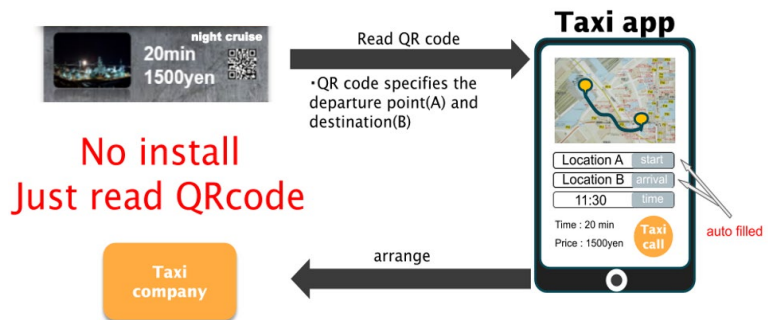 night cruise
20min
1500yen
Read QR code
・QR code specifies the
departure point(A) and
destination(B)
No install
Just read QRcode
Taxi
company
arrange
Taxi app
Location A start
Location B arrival
11:30 time
Time : 20 min
Price : 1500yen
Taxi
call
auto filled